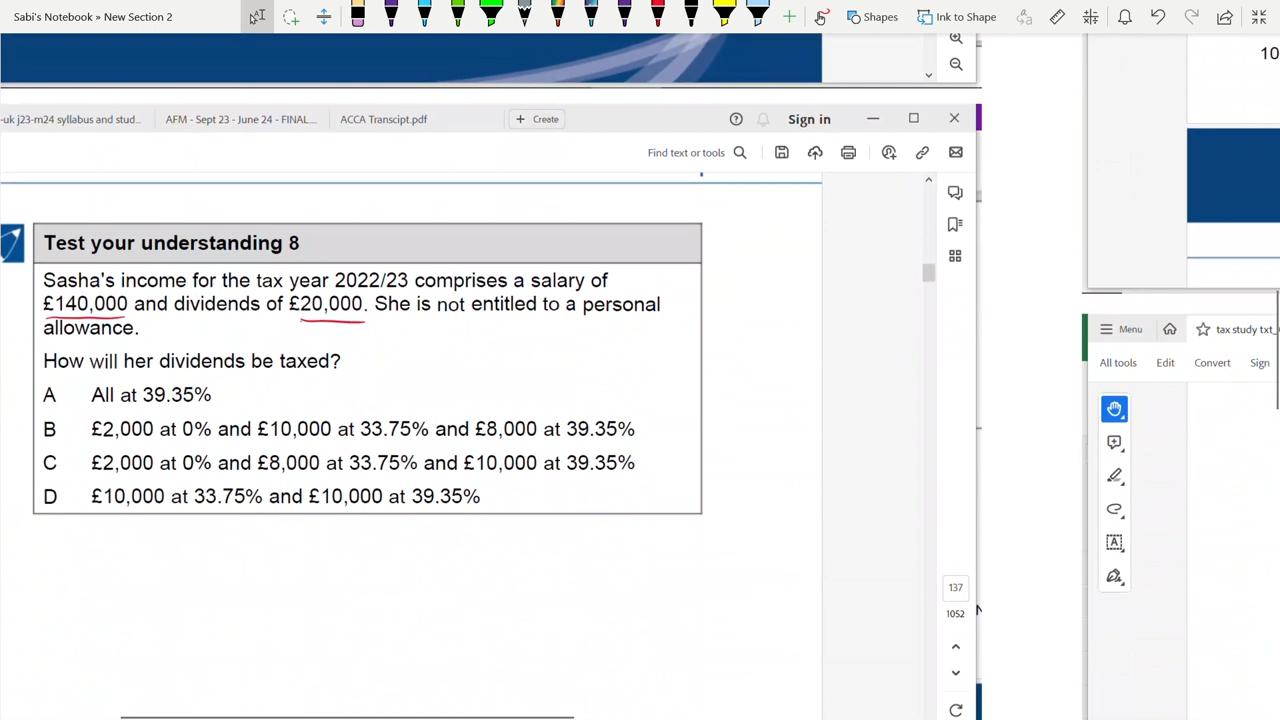 Sabi's Notebook » New Section 2
Shapes
Ink to Shape
10
-uk j23-m24 syllabus and stud...
AFM - Sept 23 - June 24 - FINAL...
ACCA Transcipt.pdf
Create
Sign in
Find text or tools
Test your understanding 8
Sasha's income for the tax year 2022/23 comprises a salary of
£140,000 and dividends of £20,000. She is not entitled to a personal
allowance.
How will her dividends be taxed?
A All at 39.35%
B £2,000 at 0% and £10,000 at 33.75% and £8,000 at 39.35%
C £2,000 at 0% and £8,000 at 33.75% and £10,000 at 39.35%
D £10,000 at 33.75% and £10,000 at 39.35%
137
1052
Menu
tax study txt_
All tools
Edit
Convert
Sign